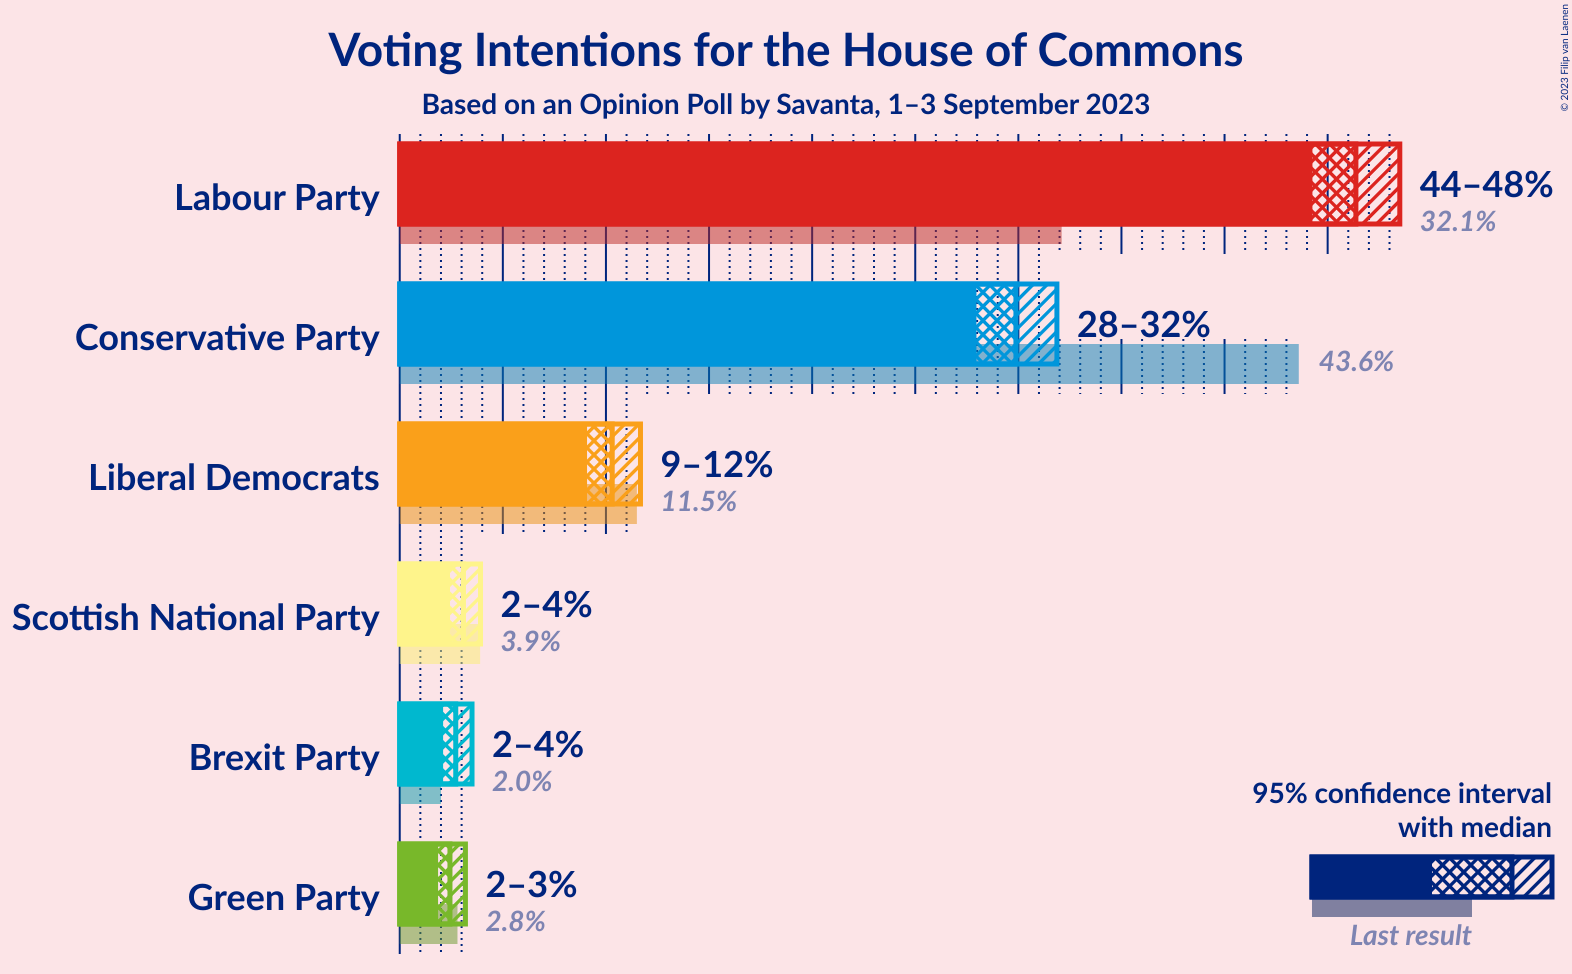 Voting Intentions for the House of Commons
Based on an Opinion Poll by Savanta, 1–3 September 2023
© 2023 Filip van Laenen
Labour Party
44–48%
32.1%
Conservative Party
28–32%
43.6%
Liberal Democrats
9–12%
11.5%
Scottish National Party
2–4%
3.9%
Brexit Party
2–4%
2.0%
Green Party
2–3%
2.8%
95% confidence interval
with median
Last result